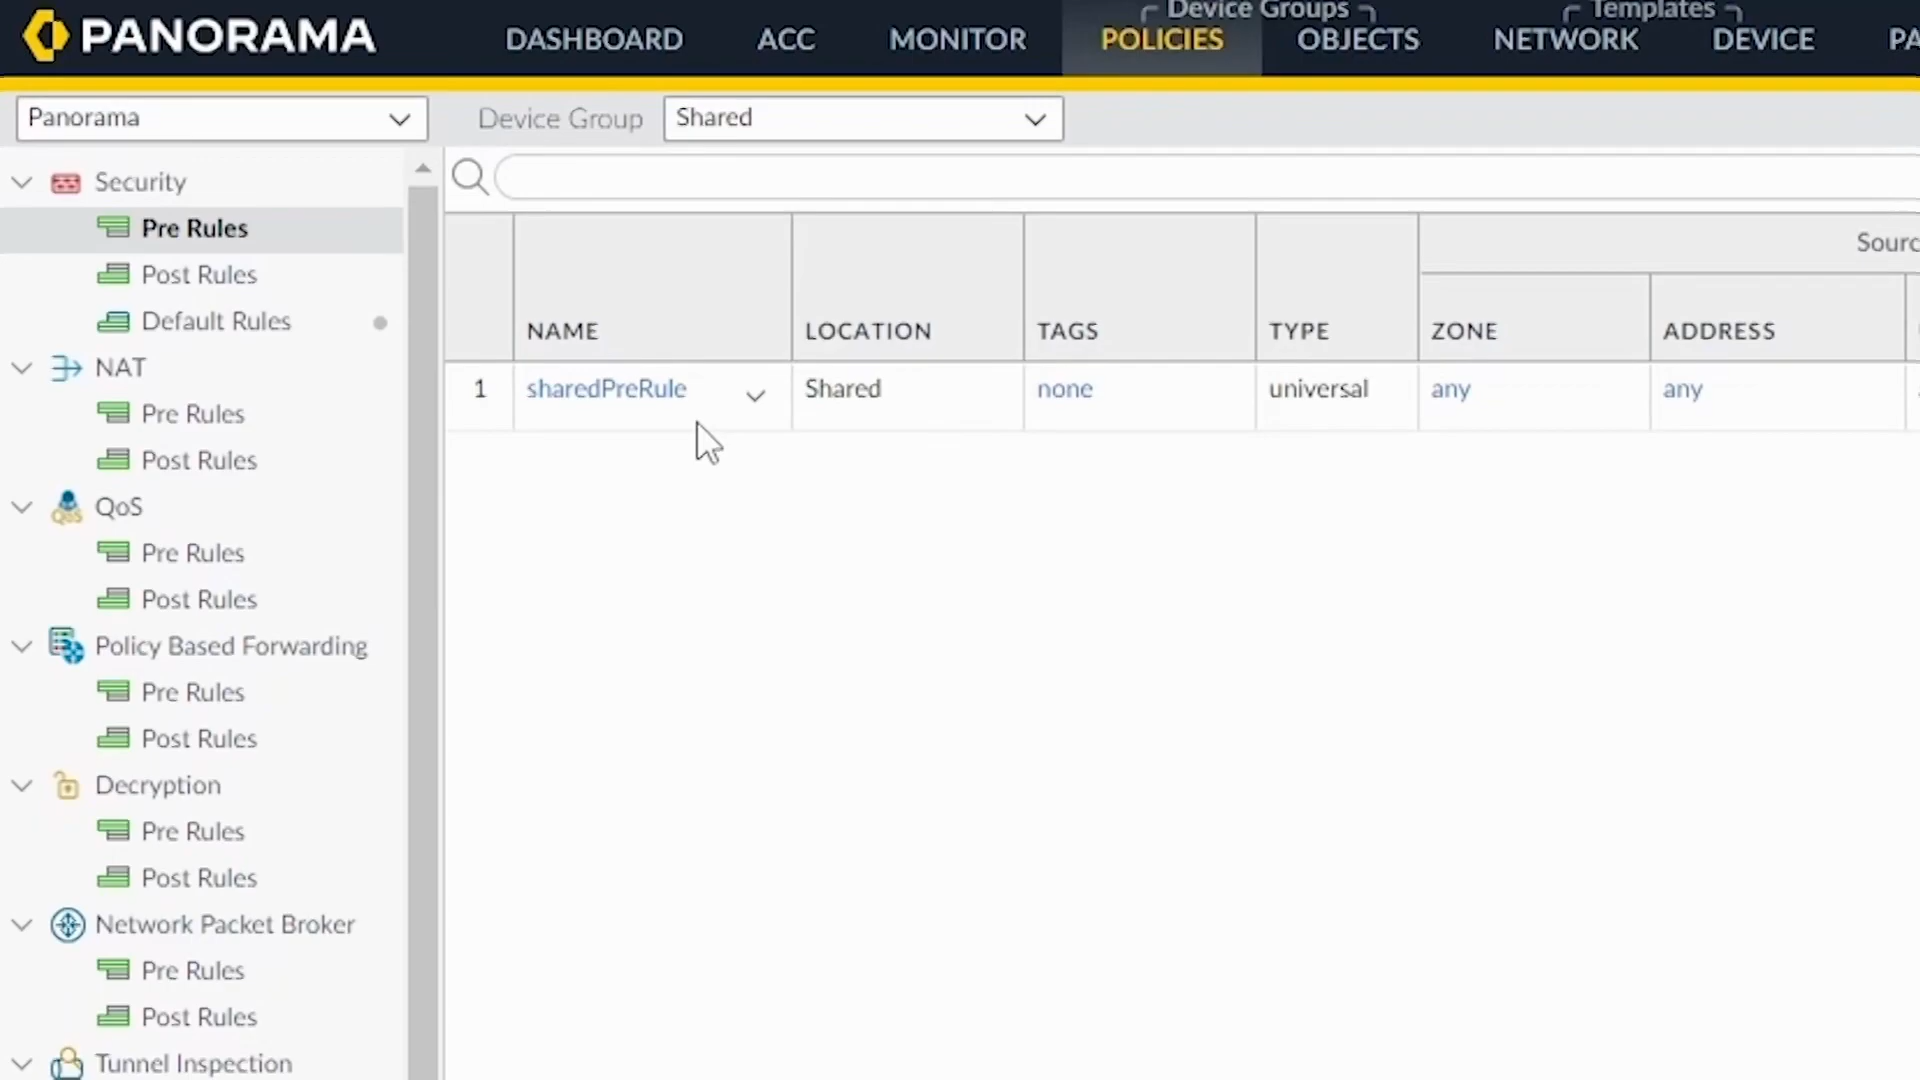 PANORAMA
Device Groups
Templates
DASHBOARD
ACC
MONITOR
POLICIES
OBJECTS
NETWORK
DEVICE
PA
Panorama
Device Group
Shared
Security
Pre Rules
Post Rules
Default Rules
NAT
Pre Rules
Post Rules
QoS
Pre Rules
Post Rules
Policy Based Forwarding
Pre Rules
Post Rules
Decryption
Pre Rules
Post Rules
Network Packet Broker
Pre Rules
Post Rules
Tunnel Inspection
Sourc
NAME
LOCATION
TAGS
TYPE
ZONE
ADDRESS
1
sharedPreRule
Shared
none
universal
any
any